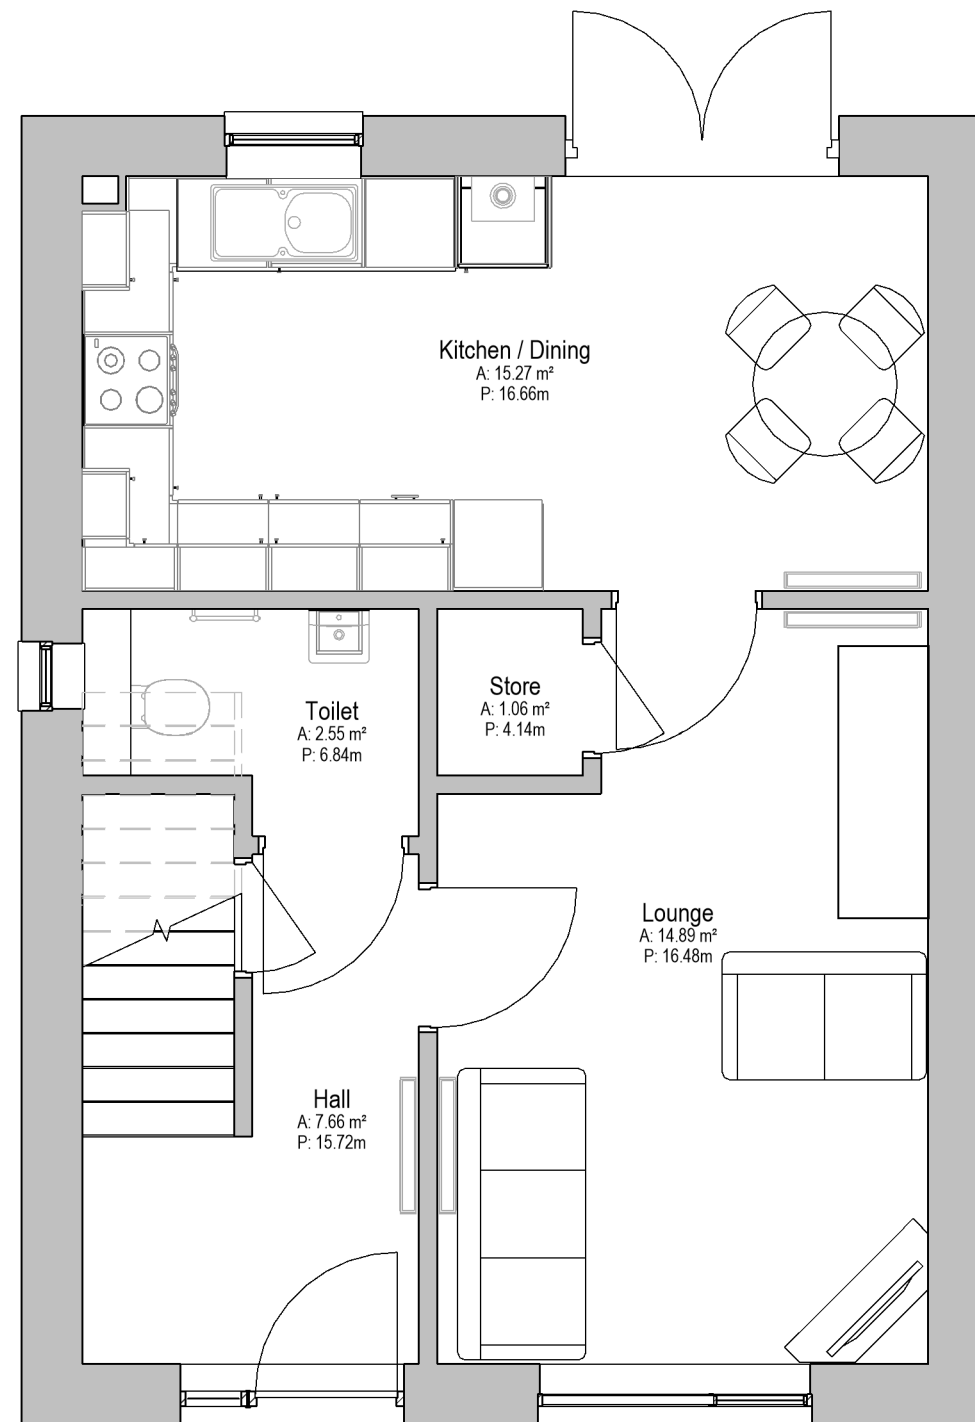 Kitchen / Dining
A: 15.27 m²
P: 16.66m
Store
A: 1.06 m²
P: 4.14m
Toilet
A: 2.55 m²
P: 6.84m
Lounge
A: 14.89 m²
P: 16.48m
Hall
A: 7.66 m²
P: 15.72m